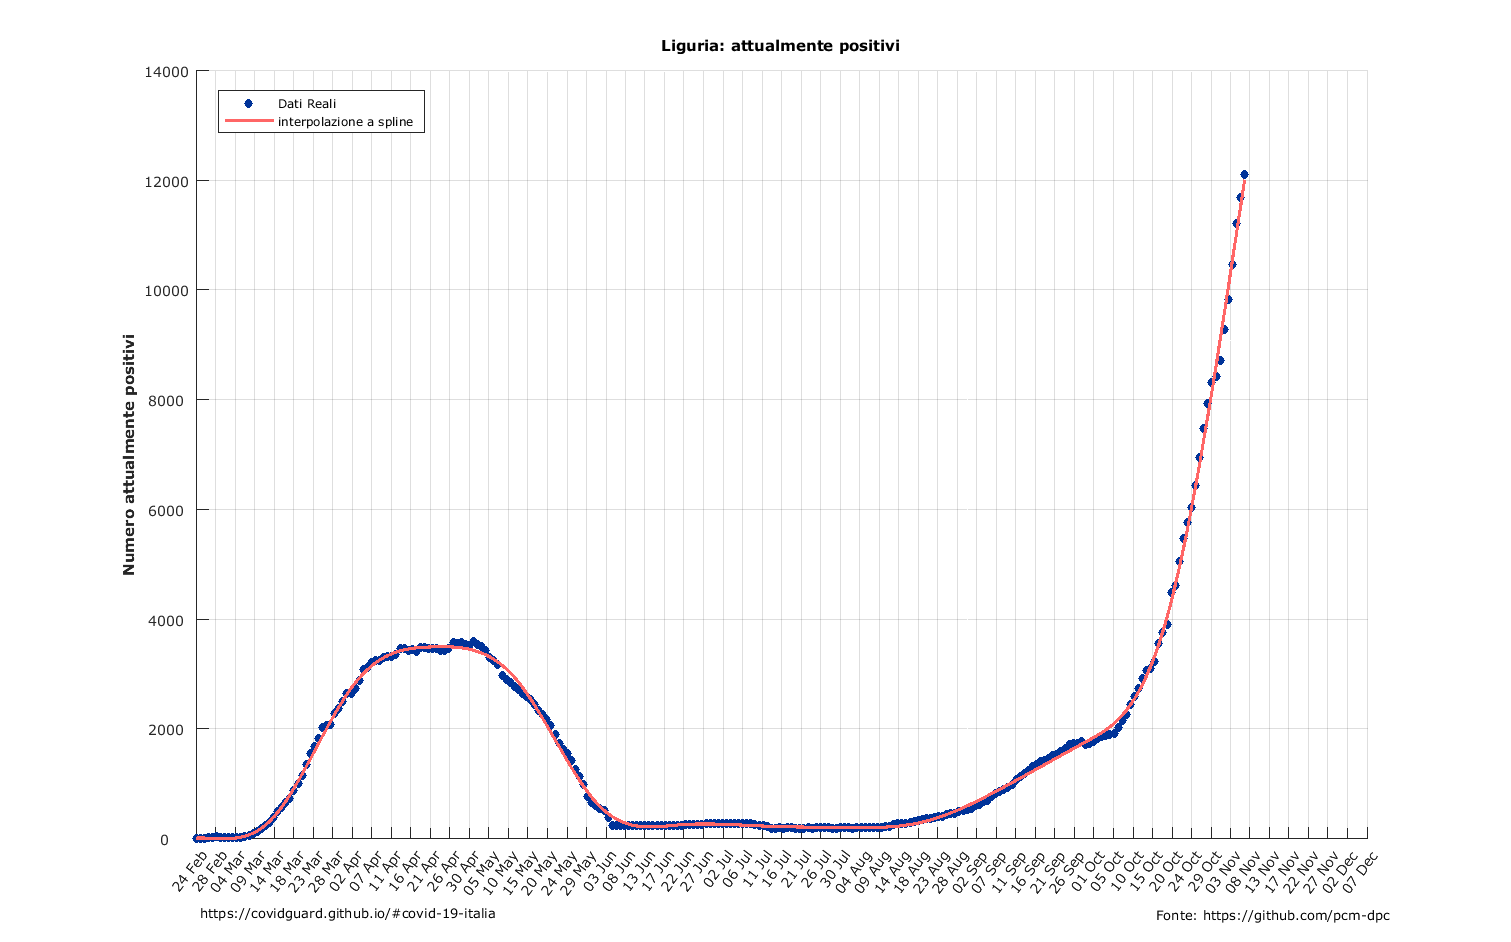 Liguria: attualmente positivi
14000
12000
10000
8000
6000
4000
2000
0
Numero attualmente positivi
Dati Reali
interpolazione a spline
24 Feb
28 Feb
04 Mar
09 Mar
14 Mar
18 Mar
23 Mar
28 Mar
02 Apr
07 Apr
11 Apr
16 Apr
21 Apr
26 Apr
30 Apr
05 May
10 May
15 May
20 May
24 May
29 May
03 Jun
08 Jun
13 Jun
17 Jun
22 Jun
27 Jun
02 Jul
06 Jul
11 Jul
16 Jul
21 Jul
26 Jul
30 Jul
04 Aug
09 Aug
14 Aug
18 Aug
23 Aug
28 Aug
02 Sep
07 Sep
11 Sep
16 Sep
21 Sep
26 Sep
01 Oct
05 Oct
10 Oct
15 Oct
20 Oct
24 Oct
29 Oct
03 Nov
08 Nov
13 Nov
17 Nov
22 Nov
27 Nov
02 Dec
07 Dec
https://covidguard.github.io/#covid-19-italia
Fonte: https://github.com/pcm-dpc